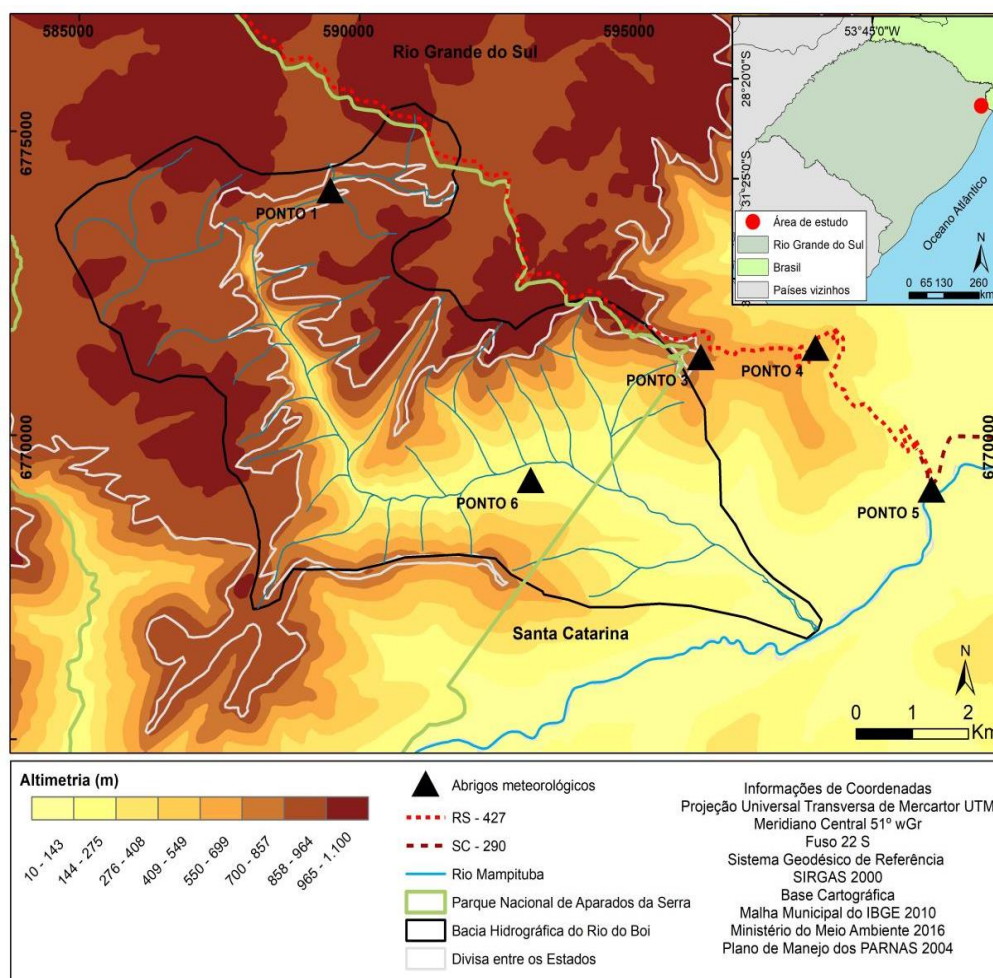 585000
590000
595000
Rio Grande do Sul
6775000
6770000
6770000
PONTO 1
PONTO 3
PONTO 4
PONTO 5
PONTO 6
Santa Catarina
N
0 1 2
Km
53°45'0"W
28°20'0"S
31°25'0"S
Oceano Atlântico
Área de estudo
Rio Grande do Sul
Brasil
Países vizinhos
N
0 65 130 260
km
Altimetria (m)
10 - 143
144 - 275
276 - 408
409 - 549
550 - 699
700 - 857
858 - 964
965 - 1.100
Abrigos meteorológicos
RS - 427
SC - 290
Rio Mampituba
Parque Nacional de Aparados da Serra
Bacia Hidrográfica do Rio do Boi
Divisa entre os Estados
Informações de Coordenadas
Projeção Universal Transversa de Mercartor UTM
Meridiano Central 51º wGr
Fuso 22 S
Sistema Geodésico de Referência
SIRGAS 2000
Base Cartográfica
Malha Municipal do IBGE 2010
Ministério do Meio Ambiente 2016
Plano de Manejo dos PARNAS 2004